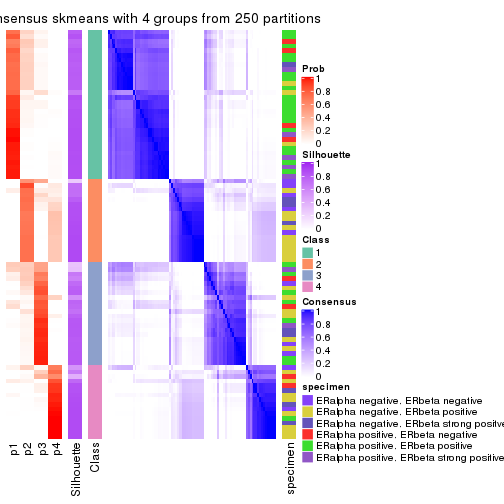 nsensus skmeans with 4 groups from 250 partitions
Prob
1
0.8
0.6
0.4
0.2
0
Silhouette
1
0.8
0.6
0.4
0.2
0
Class
1
2
3
4
Consensus
1
0.8
0.6
0.4
0.2
0
specimen
ERalpha negative. ERbeta negative
ERalpha negative. ERbeta positive
ERalpha negative. ERbeta strong positive
ERalpha positive. ERbeta negative
ERalpha positive. ERbeta positive
ERalpha positive. ERbeta strong positive
p1
p2
p3
p4
Silhouette
Class
specimen